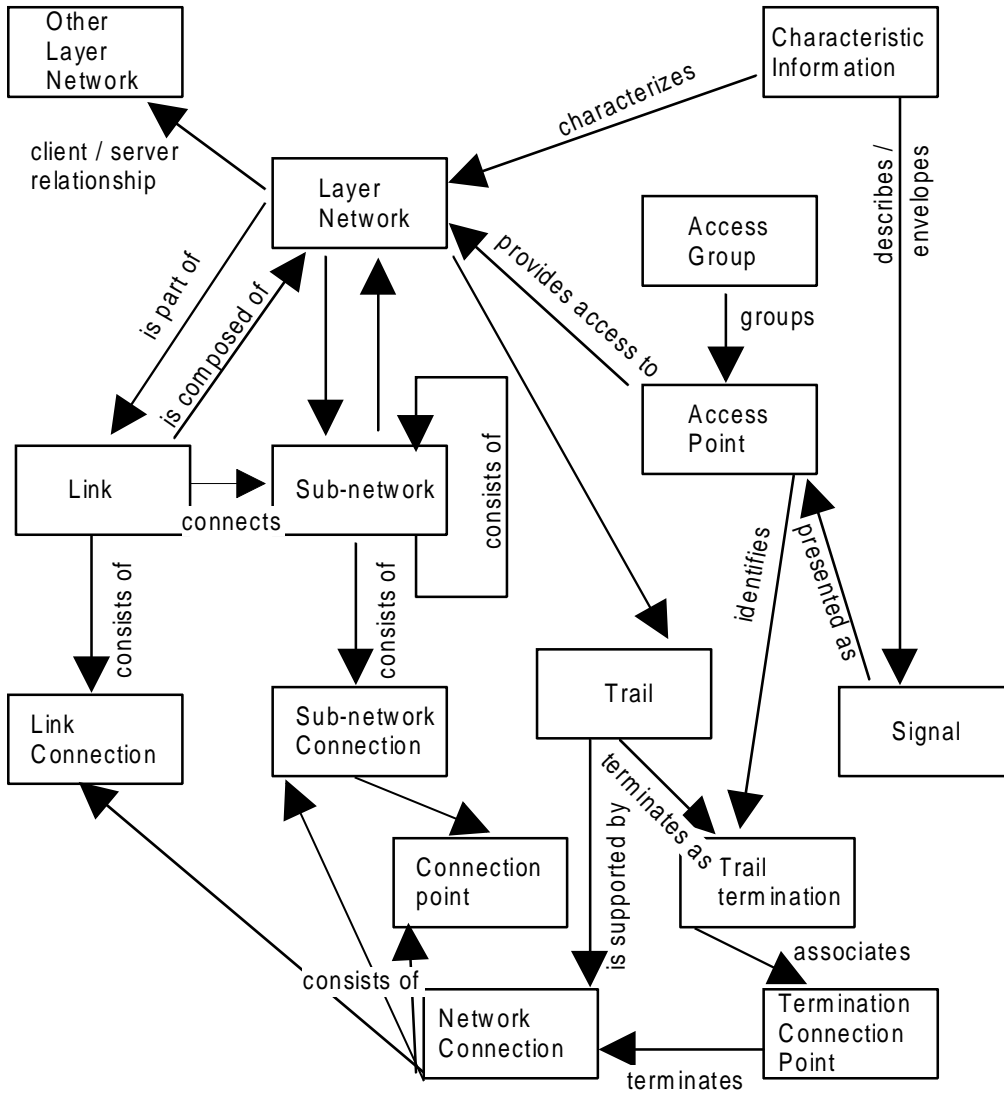 Other
Layer
Network
Characteristic
Information
characterizes
client / server
relationship
Layer
Network
describes /
envelopes
Access
Group
provides access to
is part of
is composed of
groups
Access
Point
Link
connects
Sub-network
consists of
identifies
presented as
consists of
consists of
Link
Connection
Sub-network
Connection
Trail
Signal
terminates as
is supported by
Connection
point
Trail
termination
associates
consists of
Network
Connection
Termination
Connection
Point
terminates